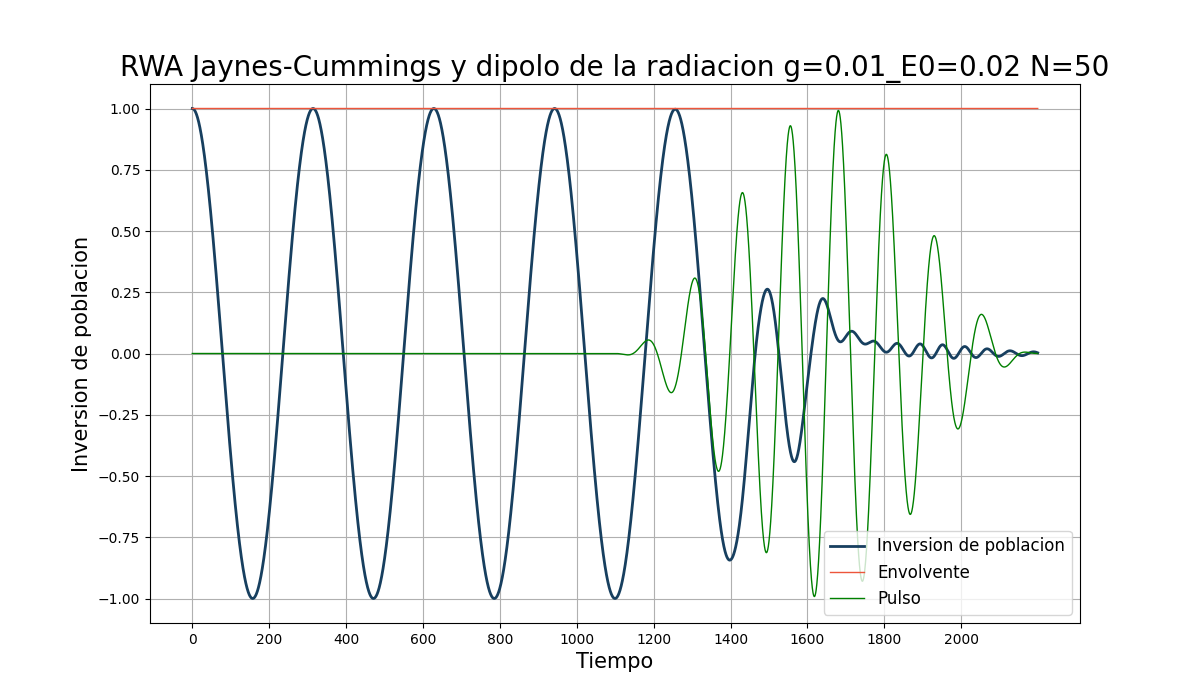 RWA Jaynes-Cummings y dipolo de la radiacion g=0.01_E0=0.02 N=50
Inversion de poblacion
1.00
0.75
0.50
0.25
0.00
−0.25
−0.50
−0.75
−1.00
Inversion de poblacion
Envolvente
Pulso
0 200 400 600 800 1000 1200 1400 1600 1800 2000
Tiempo